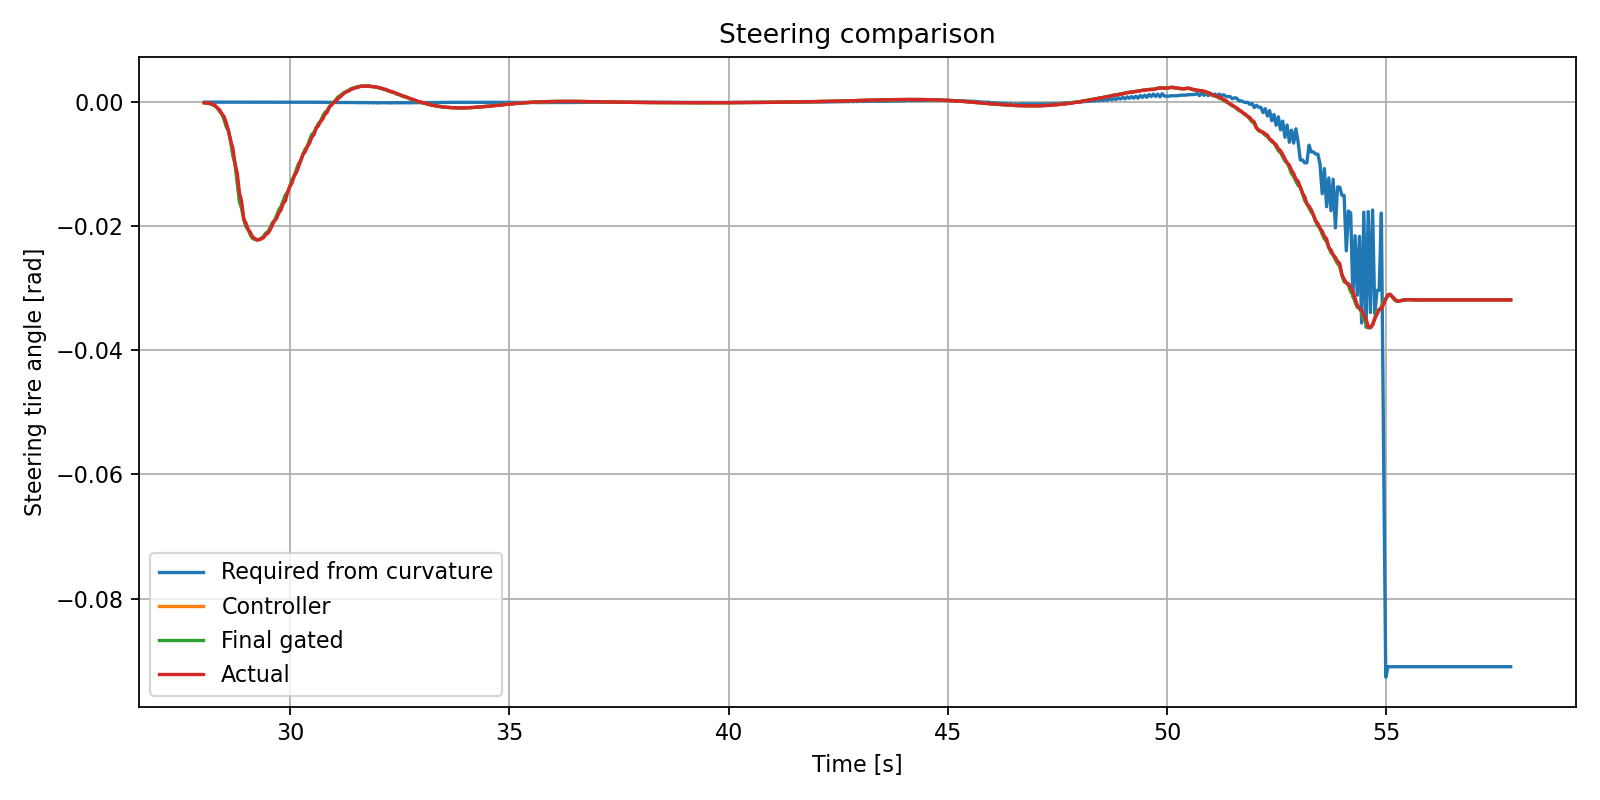 Steering comparison
Steering tire angle [rad]
0.00
−0.02
−0.04
−0.06
−0.08
Required from curvature
Controller
Final gated
Actual
30
35
40
45
50
55
Time [s]